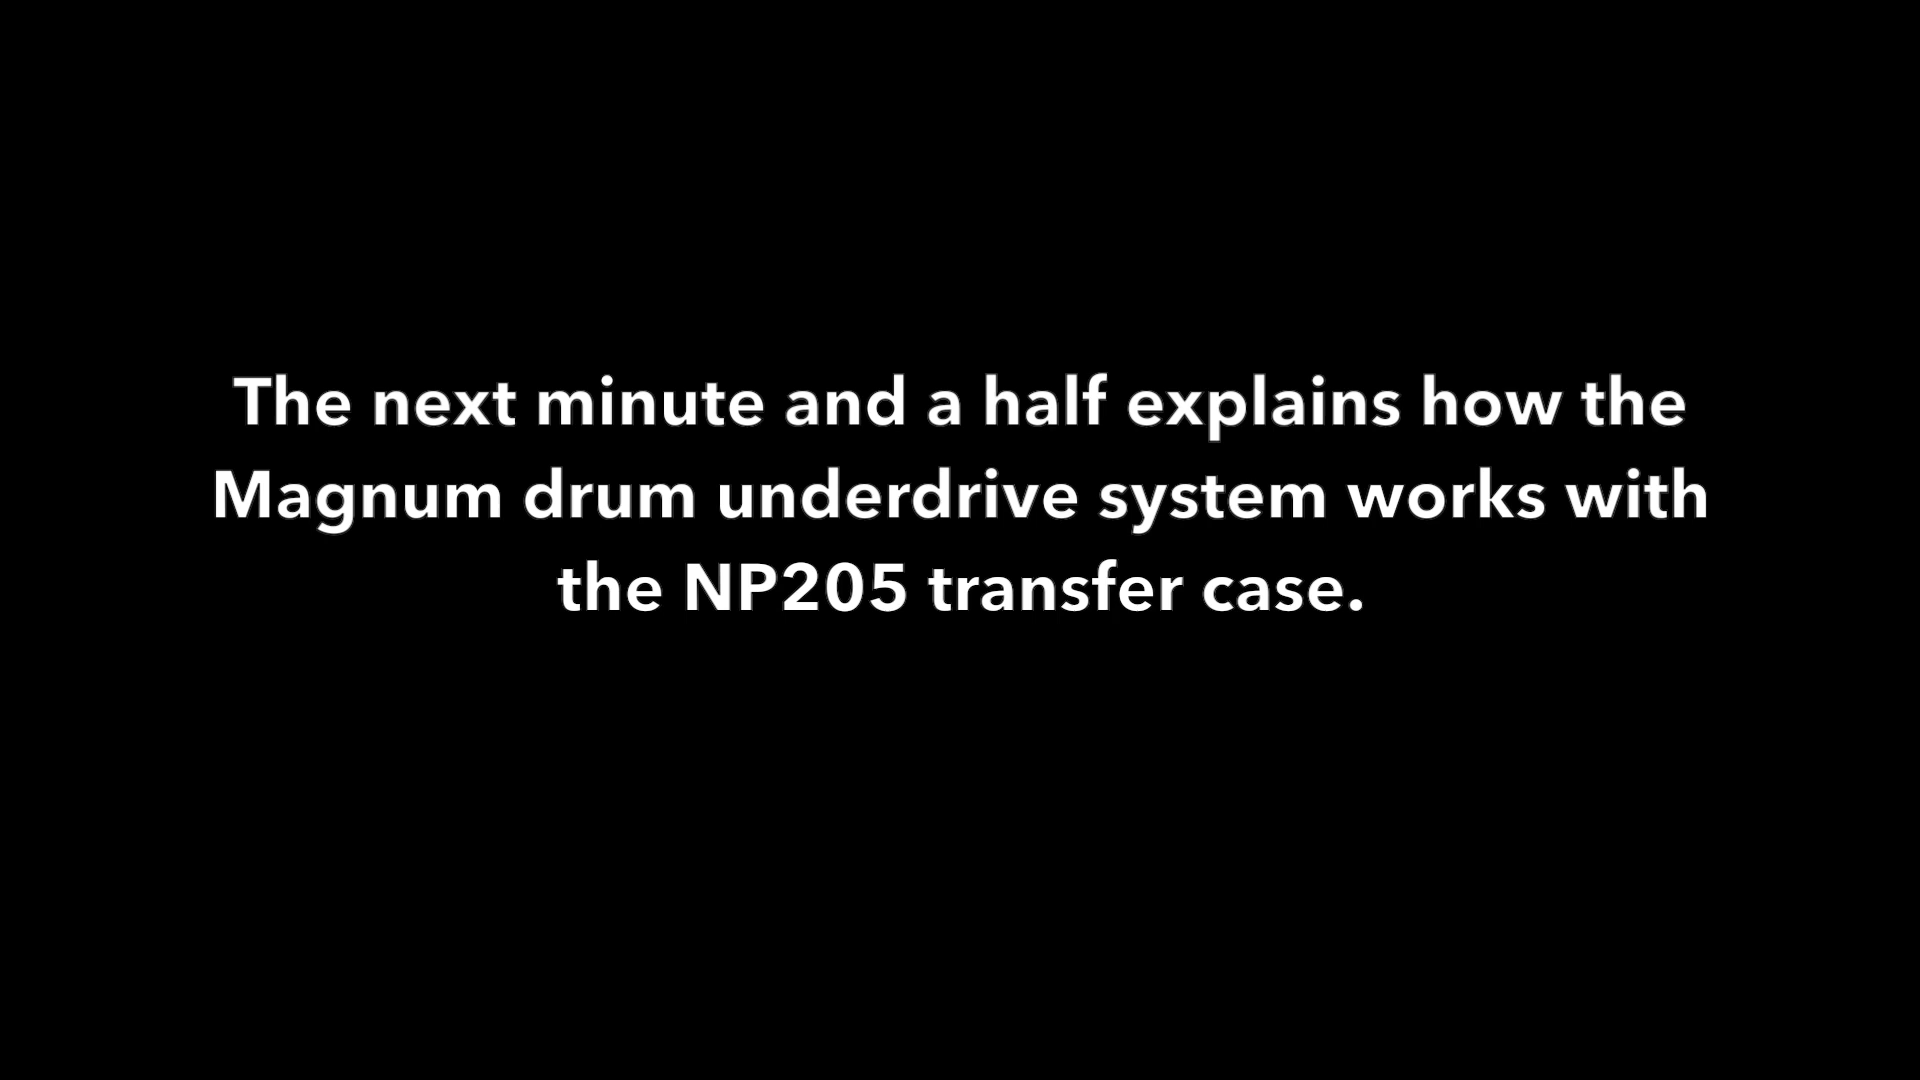 The next minute and a half explains how the
Magnum drum underdrive system works with
the NP205 transfer case.